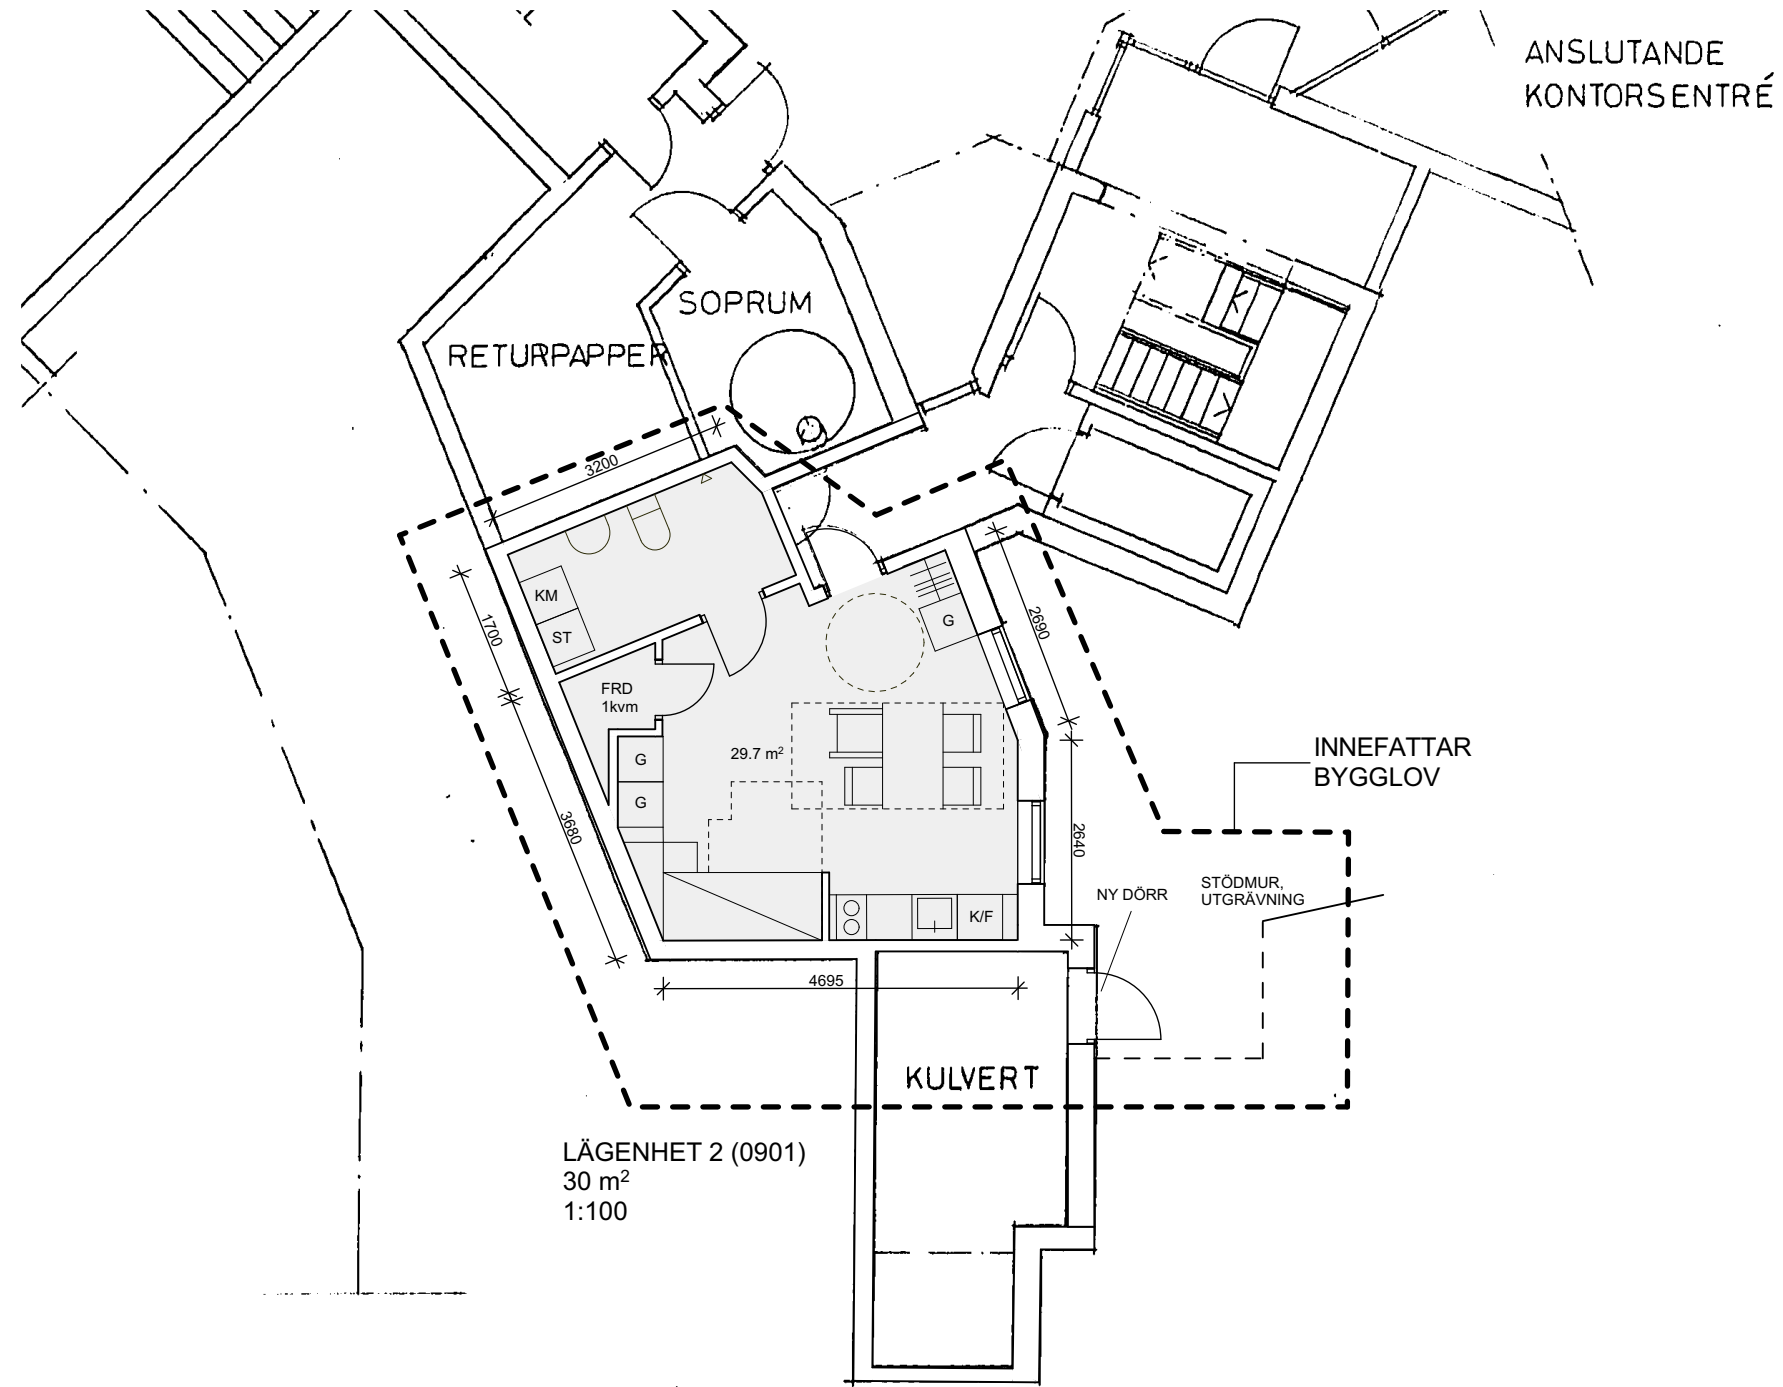 ANSLUTANDE
KONTORSENTRÉ
SOPRUM
RETURPAPPER
3200
KM
ST
G
2690
1700
FRD
1kvm
29.7 m²
G
G
3680
2640
INNEFATTAR
BYGGLOV
K/F
NY DÖRR
STÖDMUR,
UTGRÄVNING
4695
KULVERT
LÄGENHET 2 (0901)
30 m²
1:100